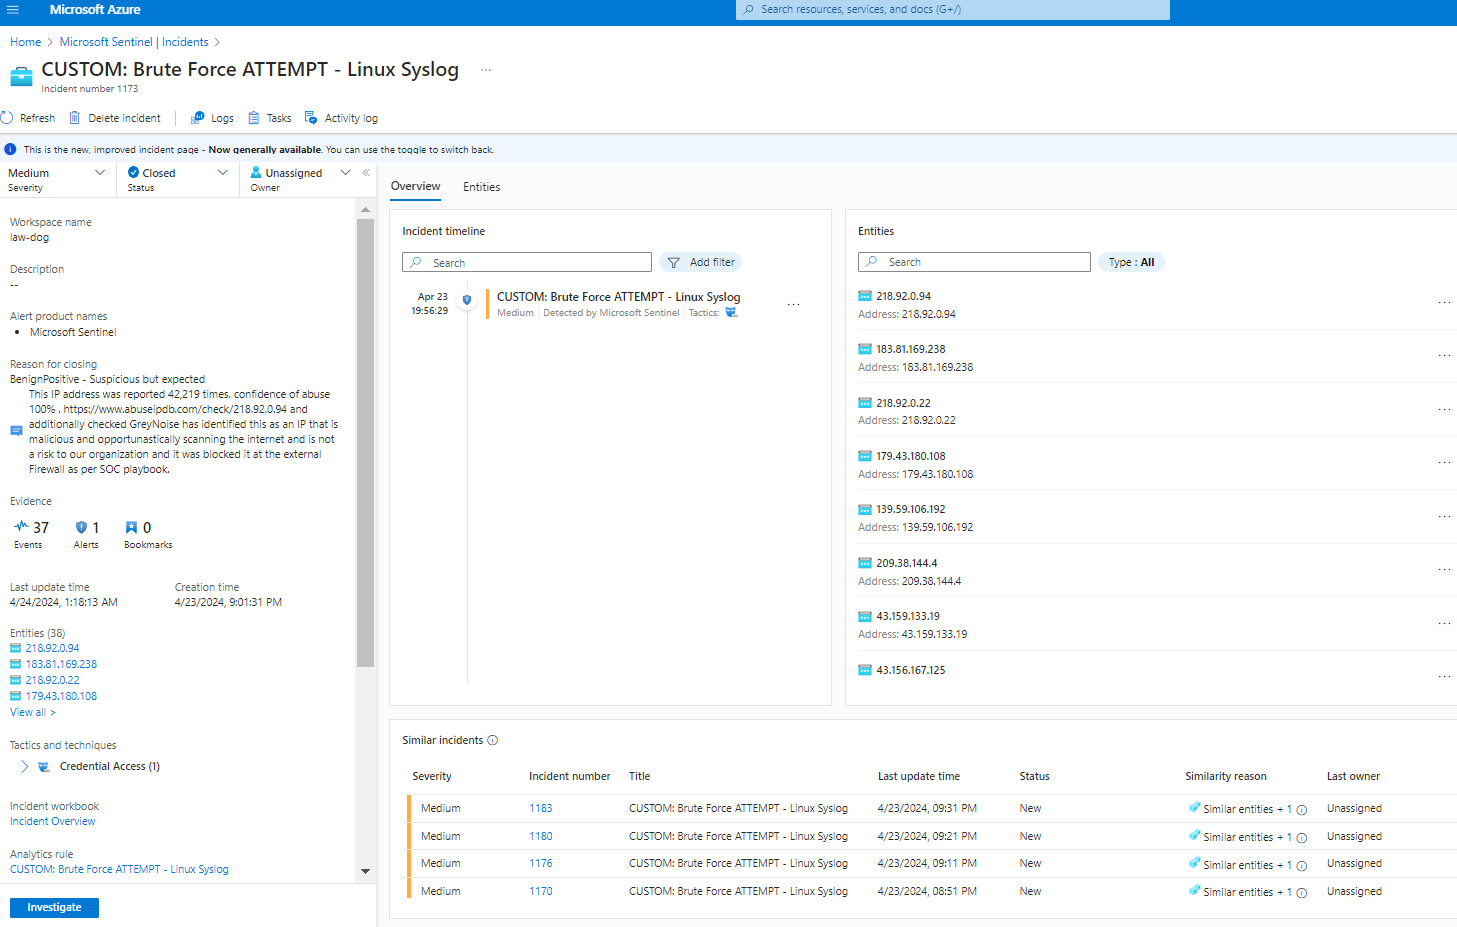 Microsoft Azure
Search resources, services, and docs (G+/)
Home > Microsoft Sentinel | Incidents >
CUSTOM: Brute Force ATTEMPT - Linux Syslog ...
Incident number 1173
Refresh Delete incident Logs Tasks Activity log
This is the new, improved incident page - Now generally available. You can use the toggle to switch back.
Medium
Severity
Closed
Status
Unassigned
Owner
Workspace name
law-dog
Description
--
Alert product names
• Microsoft Sentinel
Reason for closing
BenignPositive - Suspicious but expected
This IP address was reported 42,219 times. confidence of abuse
100% . https://www.abuseipdb.com/check/218.92.0.94 and
additionally checked GreyNoise has identified this as an IP that is
malicious and opportunastically scanning the internet and is not
a risk to our organization and it was blocked it at the external
Firewall as per SOC playbook.
Evidence
37 1 0
Events Alerts Bookmarks
Last update time Creation time
4/24/2024, 1:18:13 AM 4/23/2024, 9:01:31 PM
Entities (38)
218.92.0.94
183.81.169.238
218.92.0.22
179.43.180.108
View all >
Tactics and techniques
Credential Access (1)
Incident workbook
Incident Overview
Analytics rule
CUSTOM: Brute Force ATTEMPT - Linux Syslog
Investigate
Overview Entities
Incident timeline
Search Add filter
Apr 23
19:56:29
CUSTOM: Brute Force ATTEMPT - Linux Syslog
Medium | Detected by Microsoft Sentinel | Tactics:
Entities
Search Type : All
218.92.0.94
Address: 218.92.0.94
183.81.169.238
Address: 183.81.169.238
218.92.0.22
Address: 218.92.0.22
179.43.180.108
Address: 179.43.180.108
139.59.106.192
Address: 139.59.106.192
209.38.144.4
Address: 209.38.144.4
43.159.133.19
Address: 43.159.133.19
43.156.167.125
Similar incidents
Severity Incident number Title Last update time Status Similarity reason Last owner
Medium 1183 CUSTOM: Brute Force ATTEMPT - Linux Syslog 4/23/2024, 09:31 PM New Similar entities + 1 Unassigned
Medium 1180 CUSTOM: Brute Force ATTEMPT - Linux Syslog 4/23/2024, 09:21 PM New Similar entities + 1 Unassigned
Medium 1176 CUSTOM: Brute Force ATTEMPT - Linux Syslog 4/23/2024, 09:11 PM New Similar entities + 1 Unassigned
Medium 1170 CUSTOM: Brute Force ATTEMPT - Linux Syslog 4/23/2024, 08:51 PM New Similar entities + 1 Unassigned